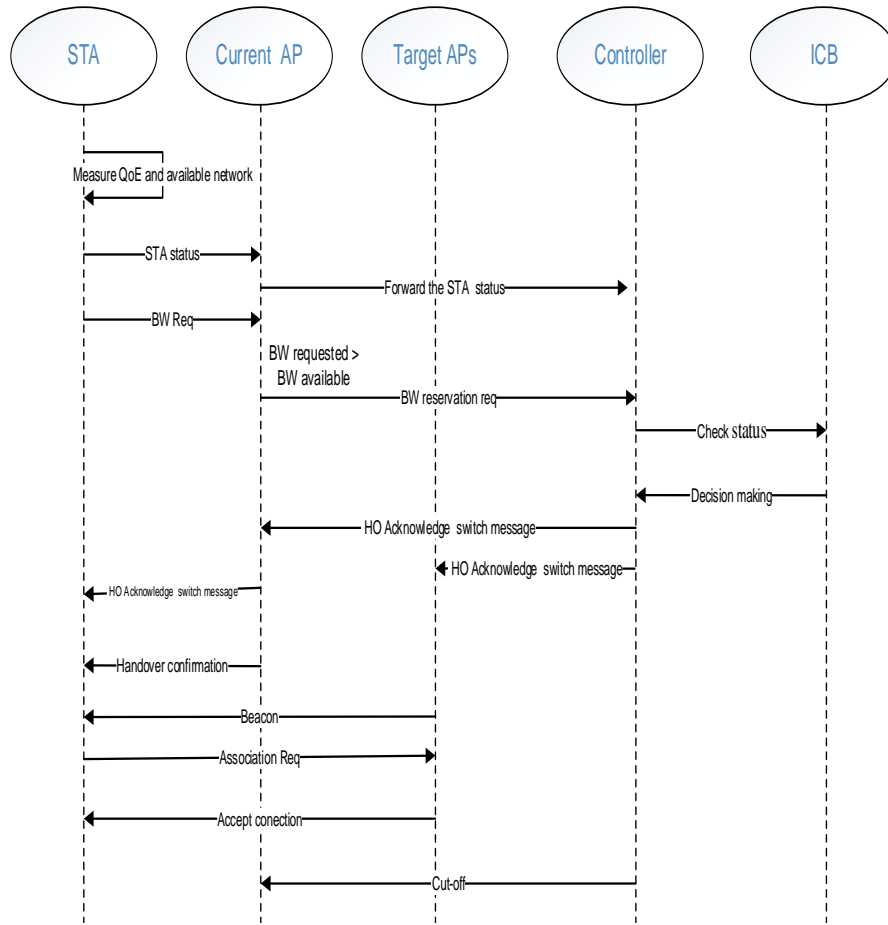 STA
Current AP
Target APs
Controller
ICB
Measure QoE and available network
STA status
Forward the STA status
BW Req
BW requested >
BW available
BW reservation req
Check status
Decision making
HO Acknowledge switch message
HO Acknowledge switch message
HO Acknowledge switch message
Handover confirmation
Beacon
Association Req
Accept conection
Cut-off